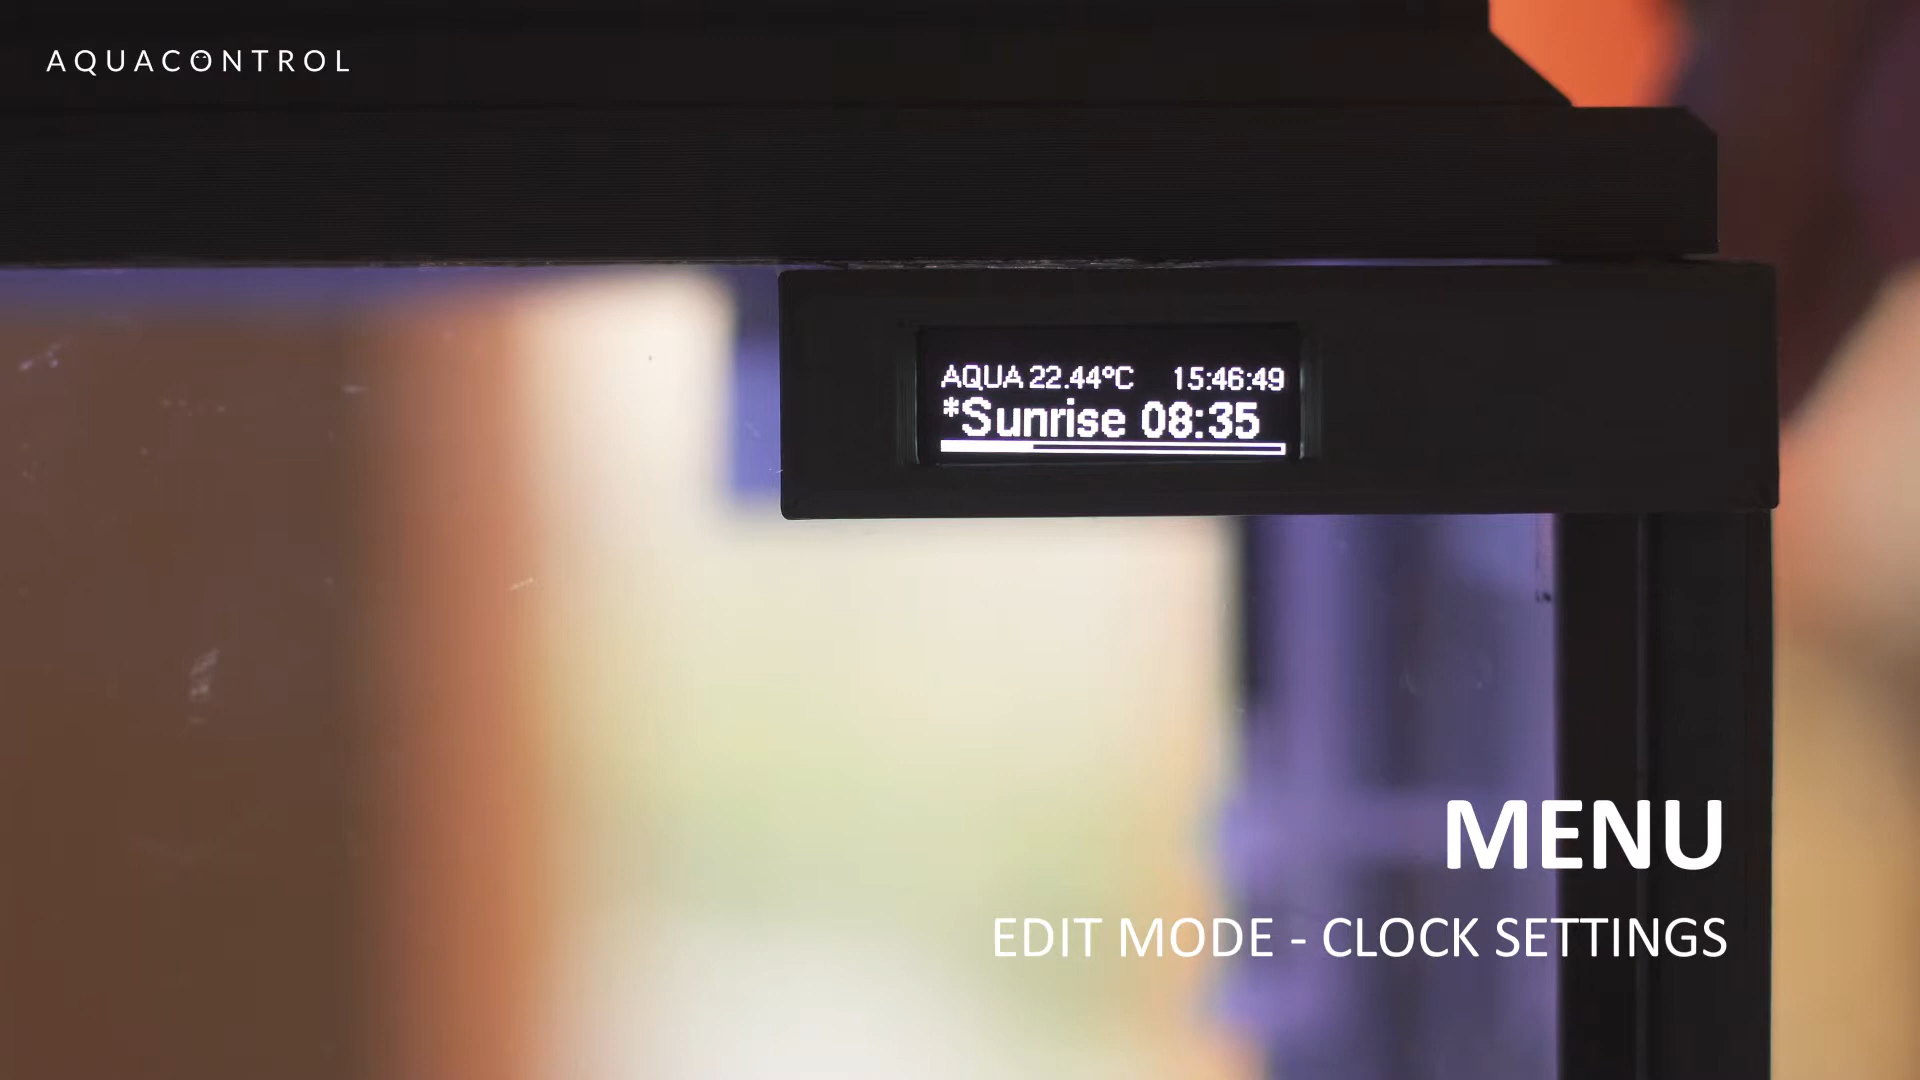 AQUACONTROL
AQUA 22.44°C 15:46:49
*Sunrise 08:35
MENU
EDIT MODE - CLOCK SETTINGS